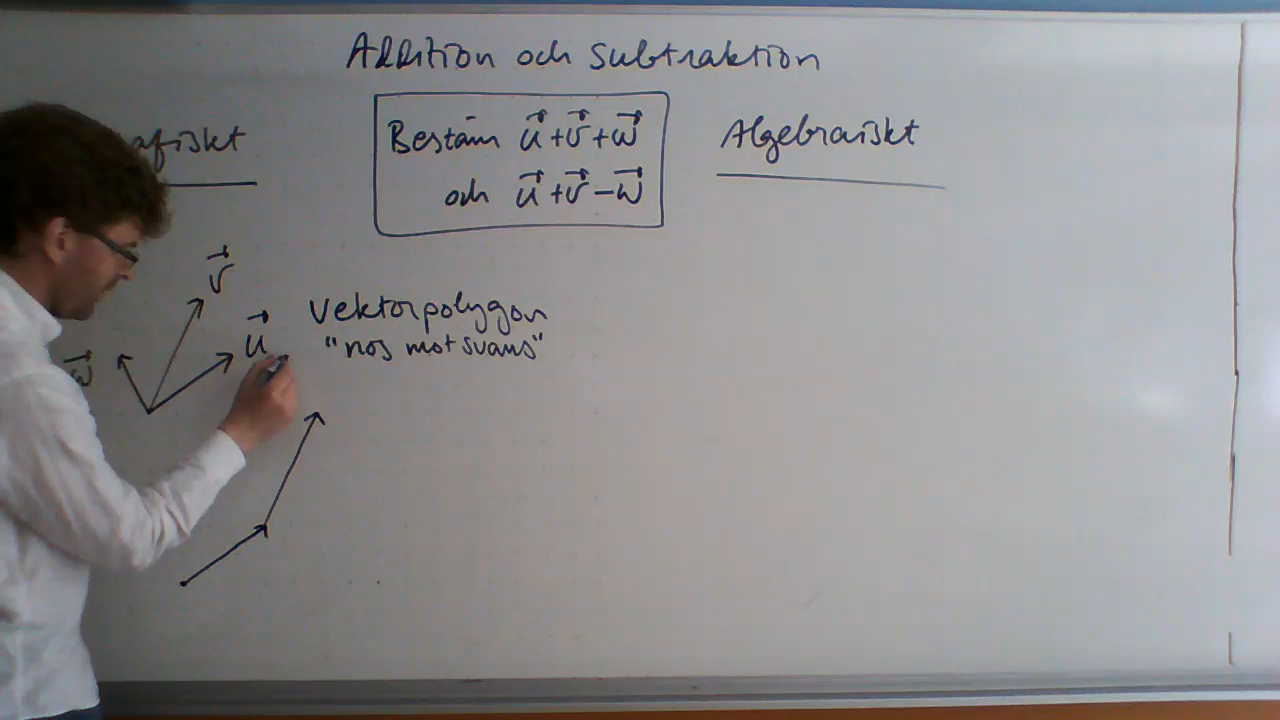 Addition och subtraktion
afiskt
Bestäm u⃗+v⃗+w⃗
och u⃗+v⃗−w⃗
Algebraiskt
v⃗
u⃗
w⃗
Vektorpolygon
"nos mot svans"